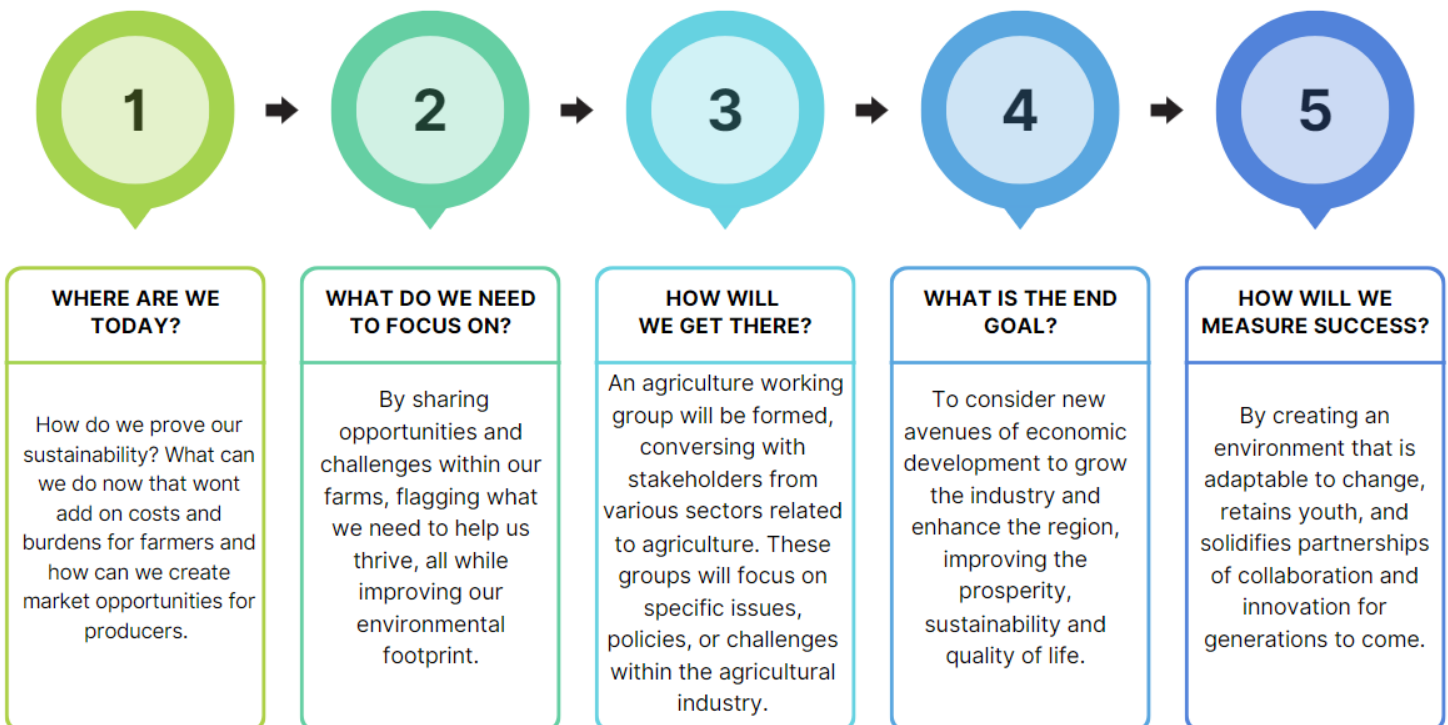 1
2
3
4
5
WHERE ARE WE
TODAY?
How do we prove our
sustainability? What can
we do now that wont
add on costs and
burdens for farmers and
how can we create
market opportunities for
producers.
WHAT DO WE NEED
TO FOCUS ON?
By sharing
opportunities and
challenges within our
farms, flagging what
we need to help us
thrive, all while
improving our
environmental
footprint.
HOW WILL
WE GET THERE?
An agriculture working
group will be formed,
conversing with
stakeholders from
various sectors related
to agriculture. These
groups will focus on
specific issues,
policies, or challenges
within the agricultural
industry.
WHAT IS THE END
GOAL?
To consider new
avenues of economic
development to grow
the industry and
enhance the region,
improving the
prosperity,
sustainability and
quality of life.
HOW WILL WE
MEASURE SUCCESS?
By creating an
environment that is
adaptable to change,
retains youth, and
solidifies partnerships
of collaboration and
innovation for
generations to come.